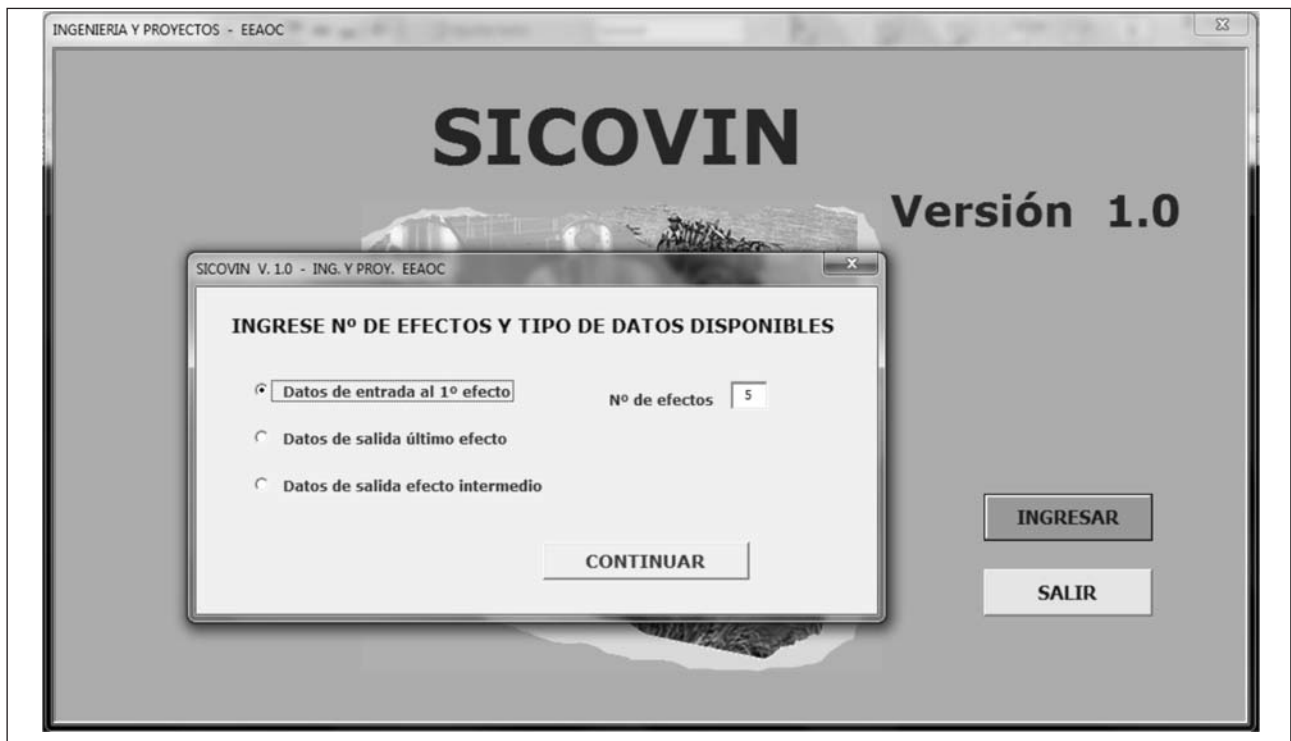 INGENIERIA Y PROYECTOS - EEAOC
SICOVIN
Versión 1.0
SICOVIN V. 1.0 - ING. Y PROY. EEAOC
INGRESE Nº DE EFECTOS Y TIPO DE DATOS DISPONIBLES
Datos de entrada al 1º efecto
Nº de efectos 5
Datos de salida último efecto
Datos de salida efecto intermedio
CONTINUAR
INGRESAR
SALIR